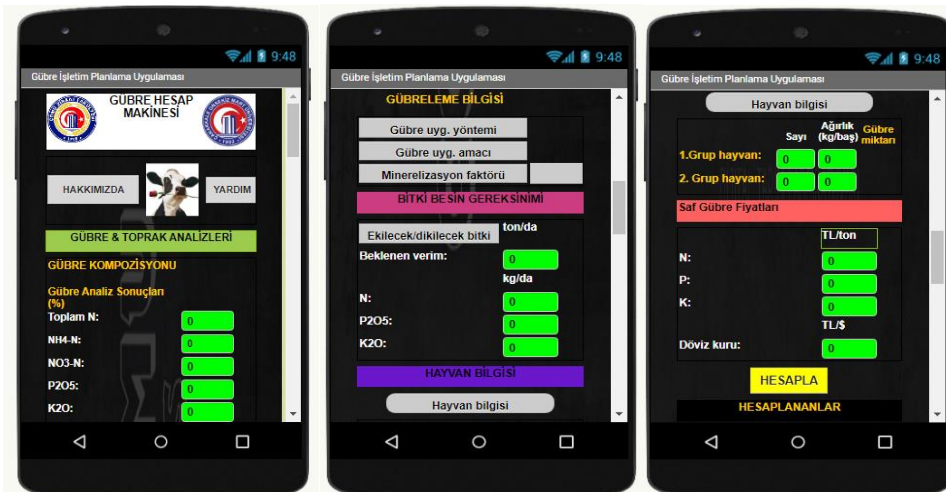 9:48
Gübre İşletim Planlama Uygulaması
GÜBRE HESAP
MAKİNESİ
HAKKIMIZDA
YARDIM
GÜBRE & TOPRAK ANALİZLERİ
GÜBRE KOMPOZİSYONU
Gübre Analiz Sonuçları
(%)
Toplam N: 0
NH4-N: 0
NO3-N: 0
P2O5: 0
K2O: 0
9:48
Gübre İşletim Planlama Uygulaması
GÜBRELEME BİLGİSİ
Gübre uyg. yöntemi
Gübre uyg. amacı
Minerelizasyon faktörü
BİTKİ BESİN GEREKSİNİMİ
Ekilecek/dikilecek bitki ton/da
Beklenen verim: 0
kg/da
N: 0
P2O5: 0
K2O: 0
HAYVAN BİLGİSİ
Hayvan bilgisi
9:48
Gübre İşletim Planlama Uygulaması
Hayvan bilgisi
Sayı Ağırlık (kg/baş) Gübre miktarı
1.Grup hayvan: 0 0
2. Grup hayvan: 0 0
Saf Gübre Fiyatları
TL/ton
N: 0
P: 0
K: 0
TL/$
Döviz kuru: 0
HESAPLA
HESAPLANANLAR